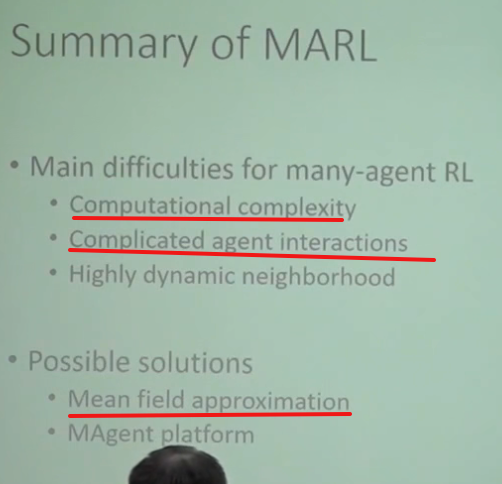 Summary of MARL
• Main difficulties for many-agent RL
• Computational complexity
• Complicated agent interactions
• Highly dynamic neighborhood
• Possible solutions
• Mean field approximation
• MAgent platform